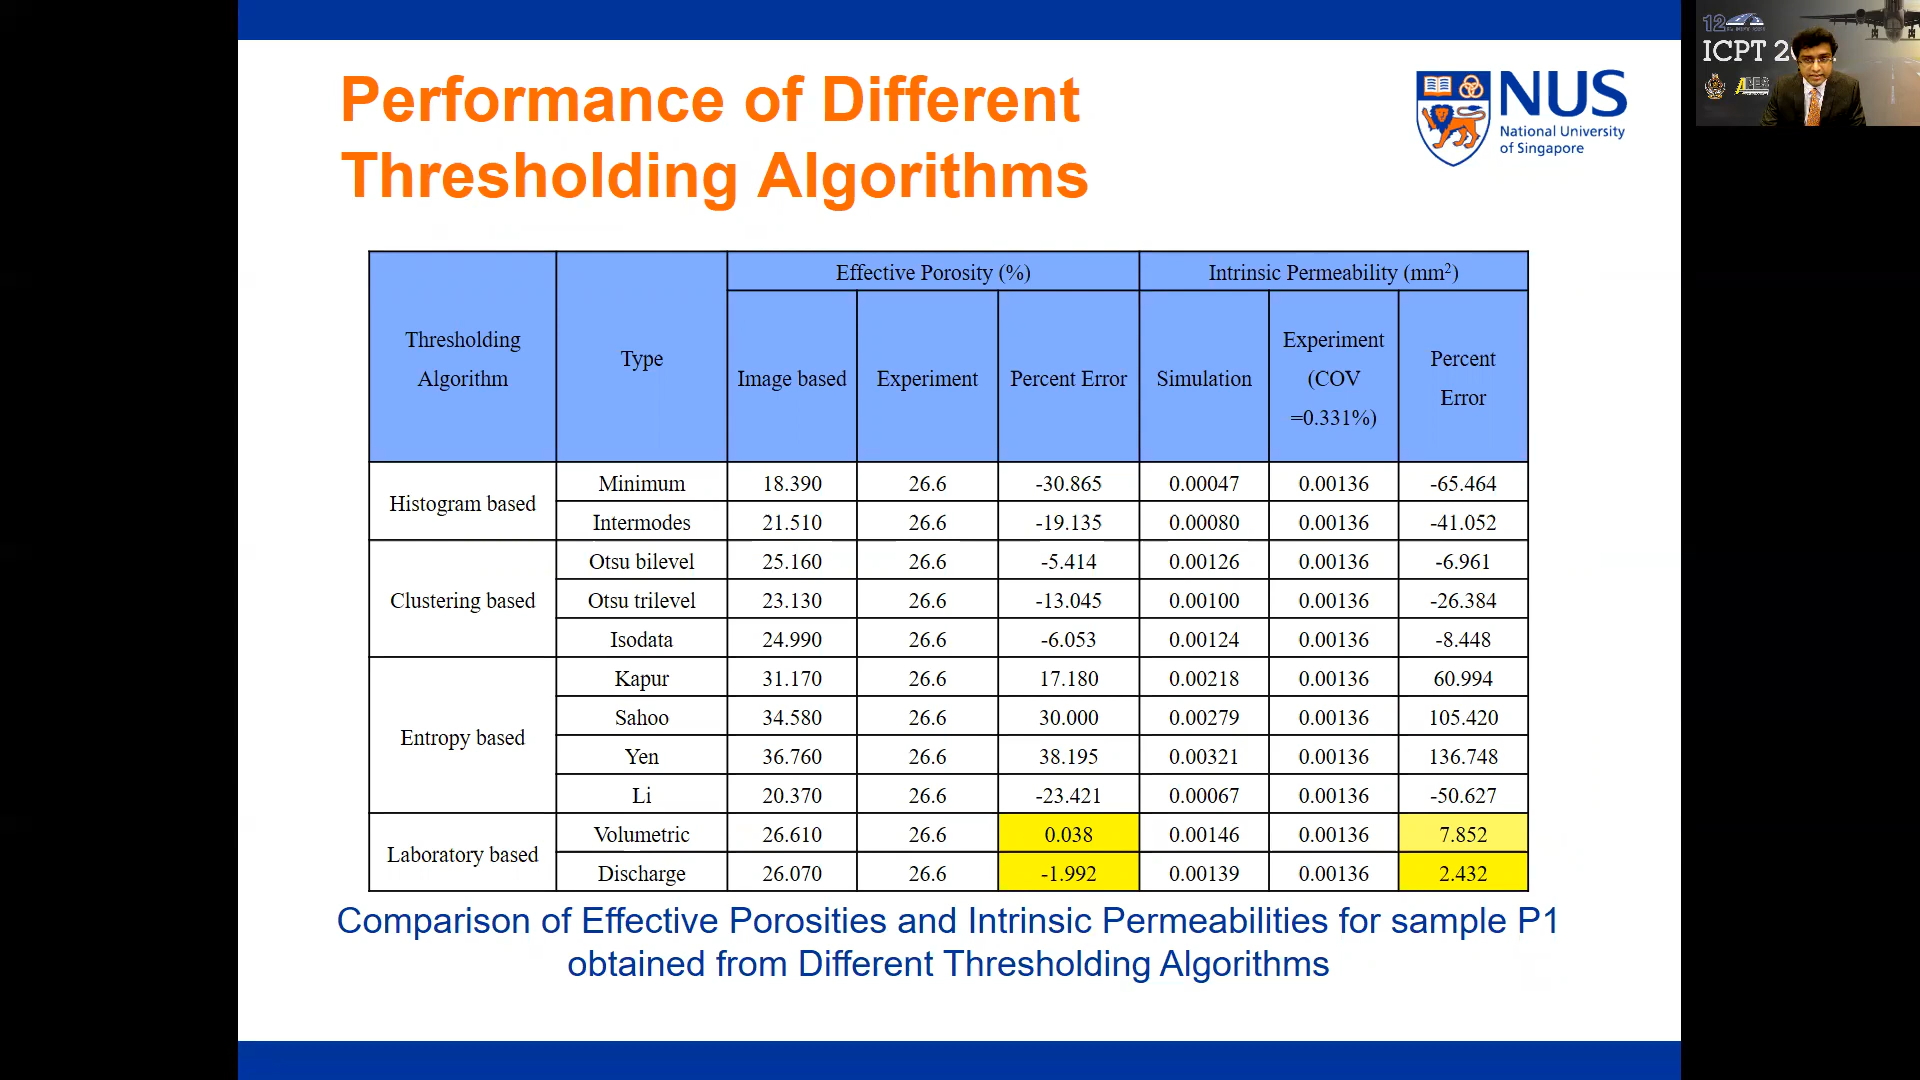 Performance of Different
Thresholding Algorithms
NUS
National University
of Singapore
12
ICPT 2
Thresholding
Algorithm
Type
Effective Porosity (%)
Intrinsic Permeability (mm²)
Image based
Experiment
Percent Error
Simulation
Experiment
(COV
=0.331%)
Percent
Error
Histogram based
Minimum 18.390 26.6 -30.865 0.00047 0.00136 -65.464
Intermodes 21.510 26.6 -19.135 0.00080 0.00136 -41.052
Clustering based
Otsu bilevel 25.160 26.6 -5.414 0.00126 0.00136 -6.961
Otsu trilevel 23.130 26.6 -13.045 0.00100 0.00136 -26.384
Isodata 24.990 26.6 -6.053 0.00124 0.00136 -8.448
Entropy based
Kapur 31.170 26.6 17.180 0.00218 0.00136 60.994
Sahoo 34.580 26.6 30.000 0.00279 0.00136 105.420
Yen 36.760 26.6 38.195 0.00321 0.00136 136.748
Li 20.370 26.6 -23.421 0.00067 0.00136 -50.627
Laboratory based
Volumetric 26.610 26.6 0.038 0.00146 0.00136 7.852
Discharge 26.070 26.6 -1.992 0.00139 0.00136 2.432
Comparison of Effective Porosities and Intrinsic Permeabilities for sample P1
obtained from Different Thresholding Algorithms